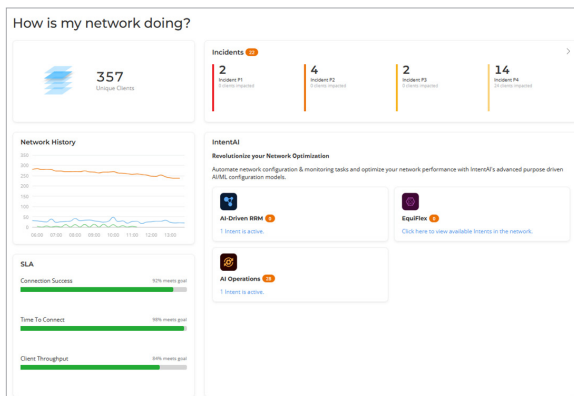 How is my network doing?
357
Unique Clients
Incidents 22
2
Incident P1
0 clients impacted
4
Incident P2
0 clients impacted
2
Incident P3
0 clients impacted
14
Incident P4
clients impacted
Network History
350
300
250
200
150
100
50
0
06:00 07:00 08:00 09:00 10:00 11:00 12:00 13:00
SLA
Connection Success
92% meets goal
Time To Connect
98% meets goal
Client Throughput
84% meets goal
IntentAI
Revolutionize your Network Optimization
Automate network configuration & monitoring tasks and optimize your network performance with IntentAI's advanced purpose driven
AI/ML configuration models.
AI-Driven RRM
1 Intent is active.
EquiFlex
Click here to view available Intents in the network.
AI Operations
1 Intent is active.